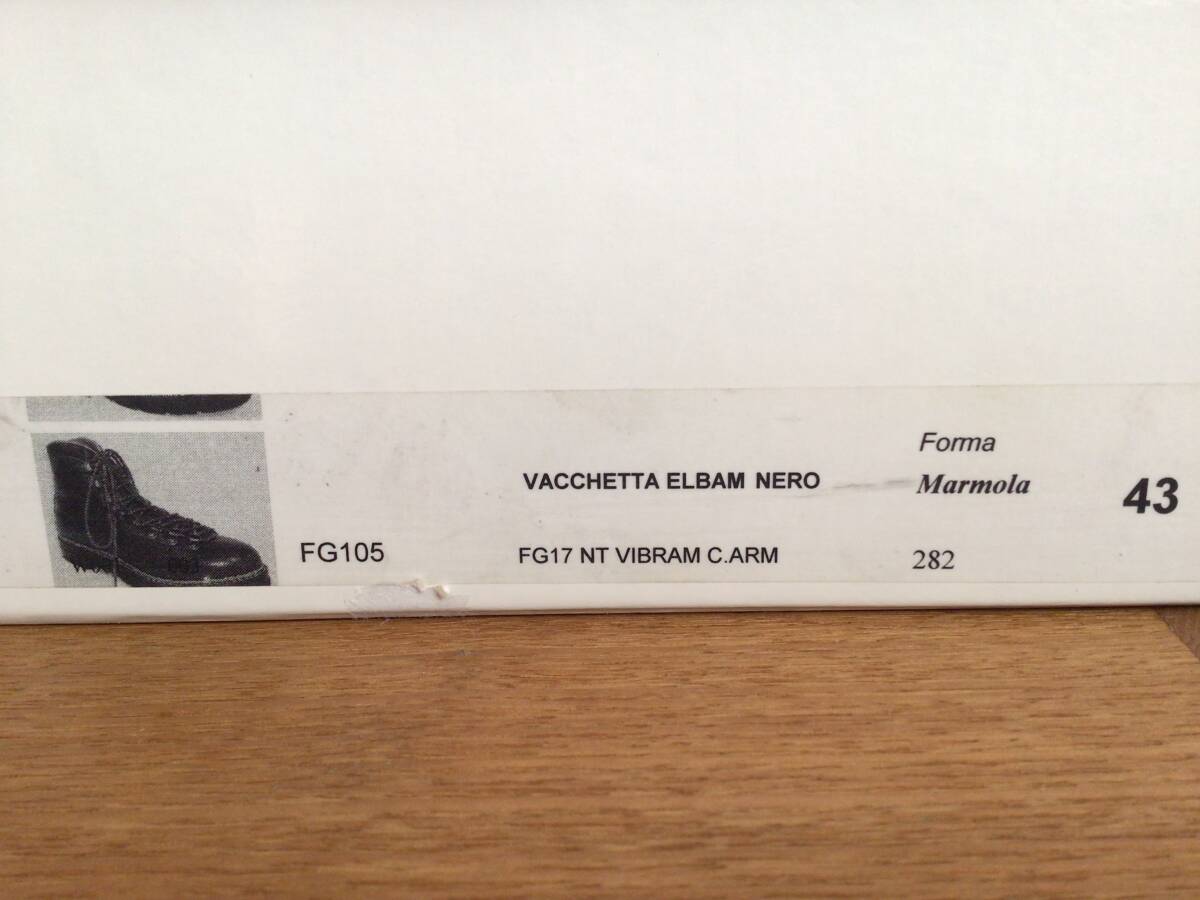 Forma
VACCHETTA ELBAM NERO Marmola 43
FG105 FG17 NT VIBRAM C.ARM 282